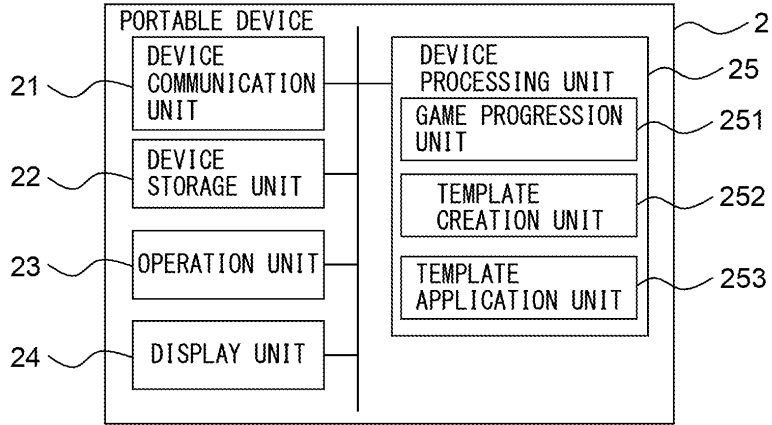 PORTABLE DEVICE
2
DEVICE
COMMUNICATION
UNIT
21
DEVICE
STORAGE UNIT
22
OPERATION UNIT
23
DISPLAY UNIT
24
DEVICE
PROCESSING UNIT
25
GAME PROGRESSION
UNIT
251
TEMPLATE
CREATION UNIT
252
TEMPLATE
APPLICATION UNIT
253